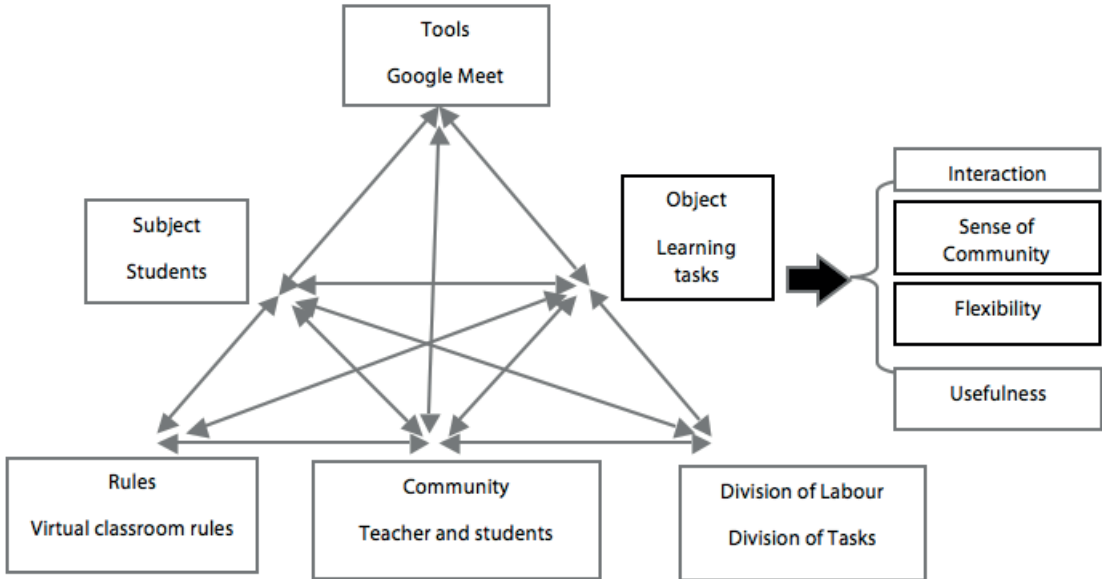 Tools
Google Meet
Subject
Students
Object
Learning
tasks
Interaction
Sense of
Community
Flexibility
Usefulness
Rules
Virtual classroom rules
Community
Teacher and students
Division of Labour
Division of Tasks